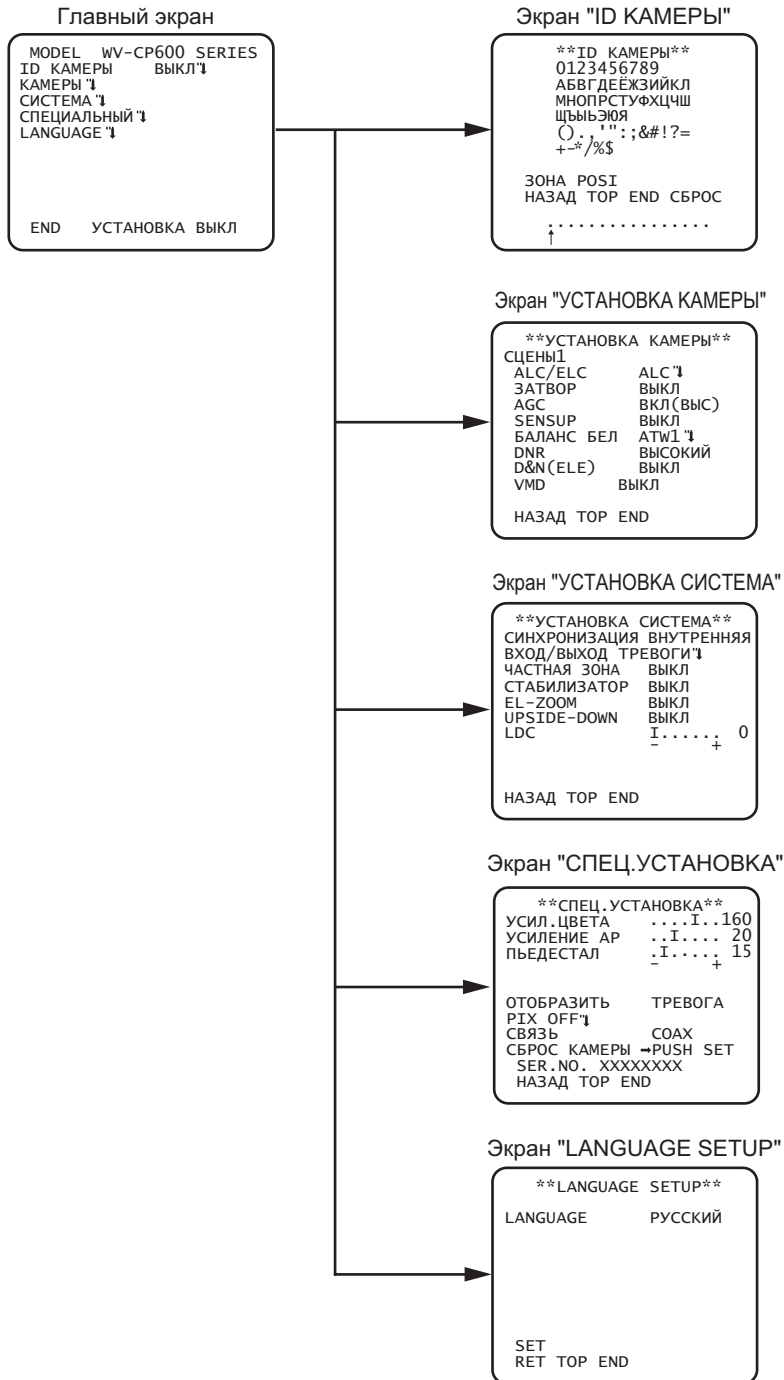 Главный экран
MODEL WV-CP600 SERIES
ID КАМЕРЫ ВЫКЛ
КАМЕРЫ
СИСТЕМА
СПЕЦИАЛЬНЫЙ
LANGUAGE
END УСТАНОВКА ВЫКЛ
Экран "ID КАМЕРЫ"
**ID КАМЕРЫ**
0123456789
АБВГДЕЁЖЗИЙКЛ
МНОПРСТУФХЦЧШ
ЩЪЫЬЭЮЯ
().,'":;&#!?=
+-*/%$
ЗОНА POSI
НАЗАД TOP END СБРОС
................
↑
Экран "УСТАНОВКА КАМЕРЫ"
**УСТАНОВКА КАМЕРЫ**
СЦЕНЫ1
ALC/ELC ALC
ЗАТВОР ВЫКЛ
AGC ВКЛ(ВЫС)
SENSUP ВЫКЛ
БАЛАНС БЕЛ ATW1
DNR ВЫСОКИЙ
D&N(ELE) ВЫКЛ
VMD ВЫКЛ
НАЗАД TOP END
Экран "УСТАНОВКА СИСТЕМА"
**УСТАНОВКА СИСТЕМА**
СИНХРОНИЗАЦИЯ ВНУТРЕННЯЯ
ВХОД/ВЫХОД ТРЕВОГИ
ЧАСТНАЯ ЗОНА ВЫКЛ
СТАБИЛИЗАТОР ВЫКЛ
EL-ZOOM ВЫКЛ
UPSIDE-DOWN ВЫКЛ
LDC I...... 0
- +
НАЗАД TOP END
Экран "СПЕЦ.УСТАНОВКА"
**СПЕЦ.УСТАНОВКА**
УСИЛ.ЦВЕТА ....I..160
УСИЛЕНИЕ АР ..I.... 20
ПЬЕДЕСТАЛ .I..... 15
- +
ОТОБРАЗИТЬ ТРЕВОГА
PIX OFF
СВЯЗЬ COAX
СБРОС КАМЕРЫ →PUSH SET
SER.NO. XXXXXXXX
НАЗАД TOP END
Экран "LANGUAGE SETUP"
**LANGUAGE SETUP**
LANGUAGE РУССКИЙ
SET
RET TOP END